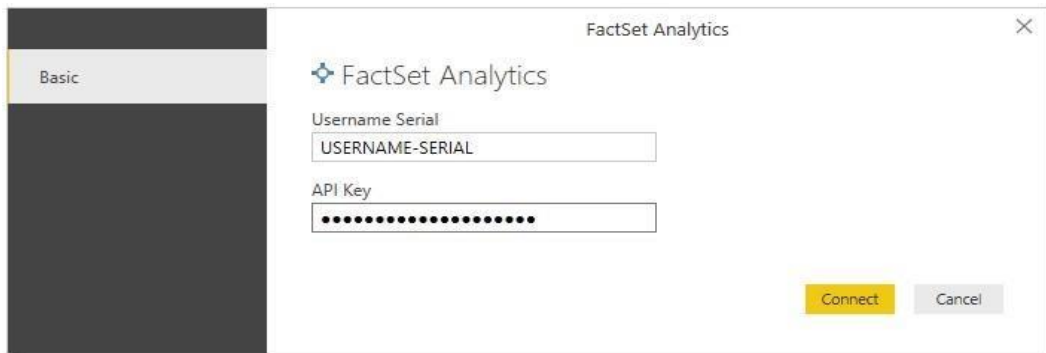 FactSet Analytics
Basic
FactSet Analytics
Username Serial
USERNAME-SERIAL
API Key
••••••••••••••••••••
Connect Cancel